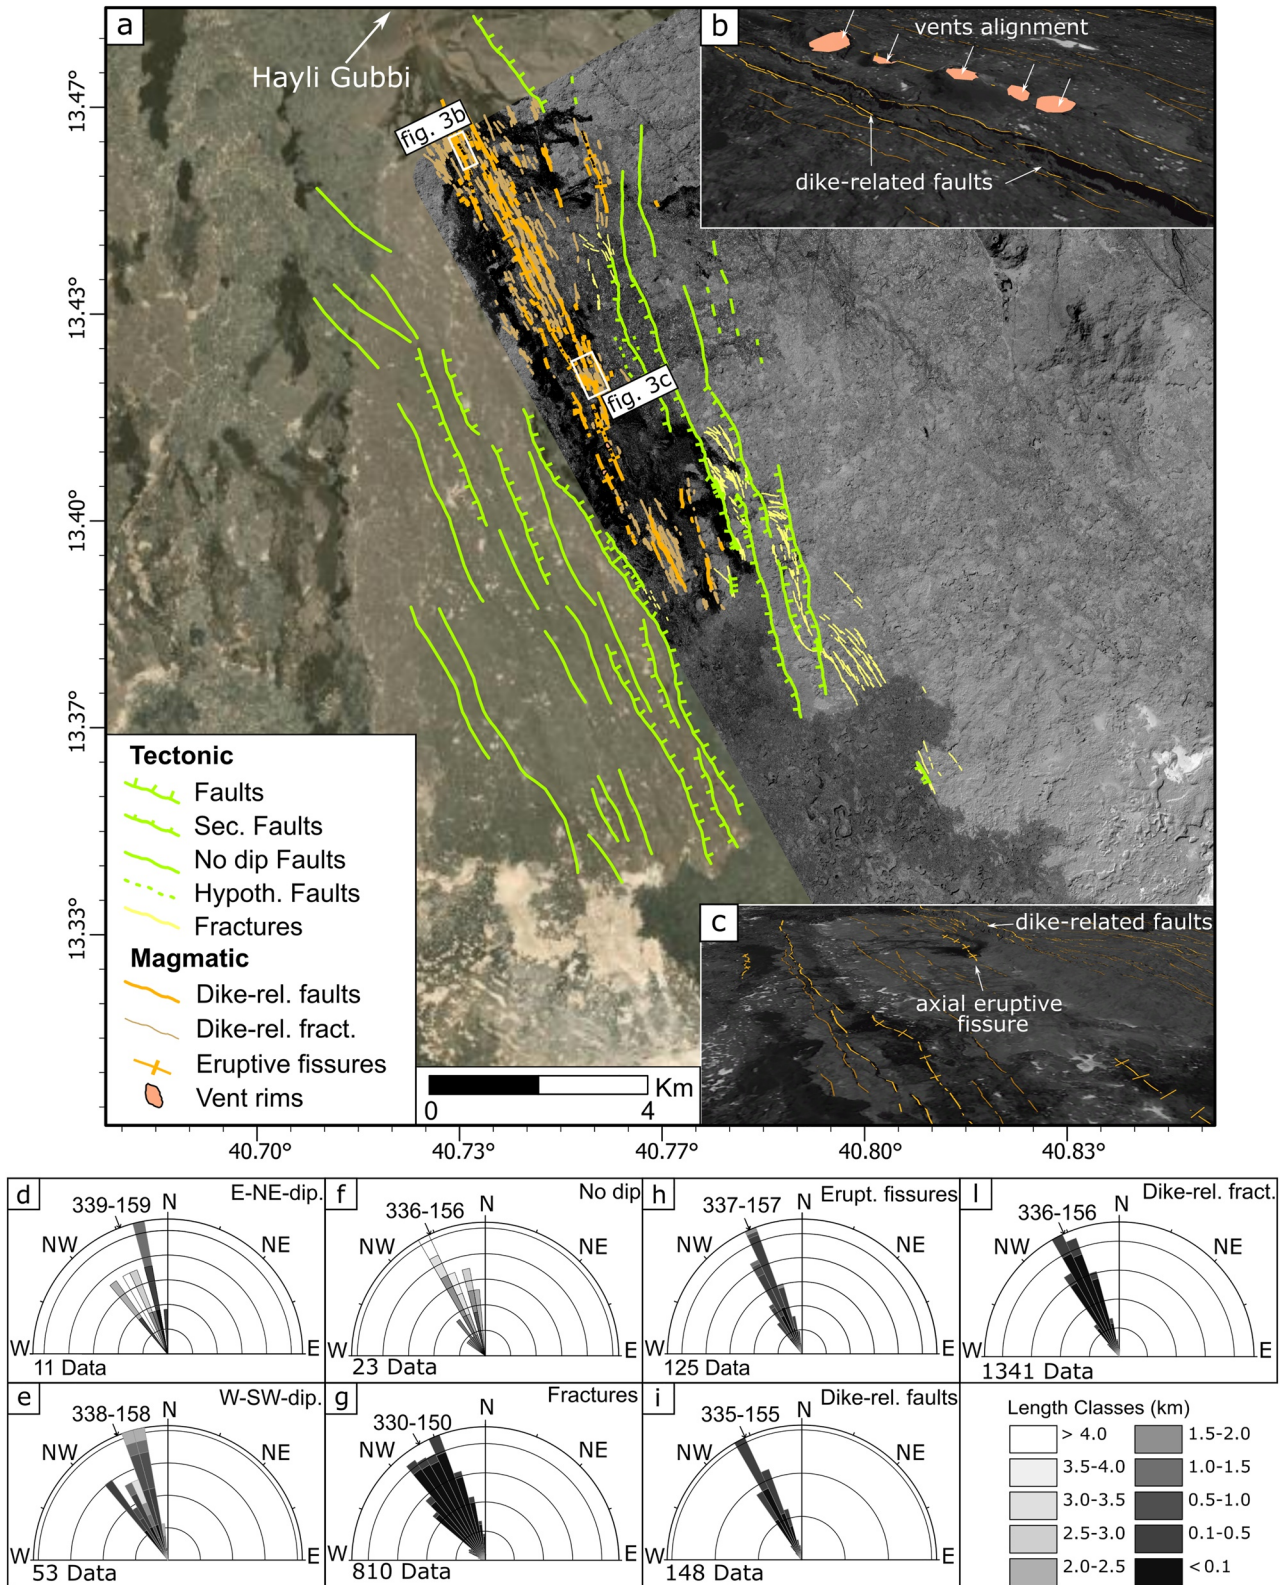 a
Hayli Gubbi
fig. 3b
fig. 3c
b
vents alignment
dike-related faults
c
dike-related faults
axial eruptive
fissure
13.47°
13.43°
13.40°
13.37°
13.33°
Tectonic
Faults
Sec. Faults
No dip Faults
Hypoth. Faults
Fractures
Magmatic
Dike-rel. faults
Dike-rel. fract.
Eruptive fissures
Vent rims
Km
0 4
40.70° 40.73° 40.77° 40.80° 40.83°
d
E-NE-dip.
339-159
N
NW
NE
W
E
11 Data
f
No dip
336-156
N
NW
NE
W
E
23 Data
h
Erupt. fissures
337-157
N
NW
NE
W
E
125 Data
l
Dike-rel. fract.
336-156
N
NW
NE
W
E
1341 Data
e
W-SW-dip.
338-158
N
NW
NE
W
E
53 Data
g
Fractures
330-150
N
NW
NE
W
E
810 Data
i
Dike-rel. faults
335-155
N
NW
NE
W
E
148 Data
Length Classes (km)
> 4.0
3.5-4.0
3.0-3.5
2.5-3.0
2.0-2.5
1.5-2.0
1.0-1.5
0.5-1.0
0.1-0.5
< 0.1